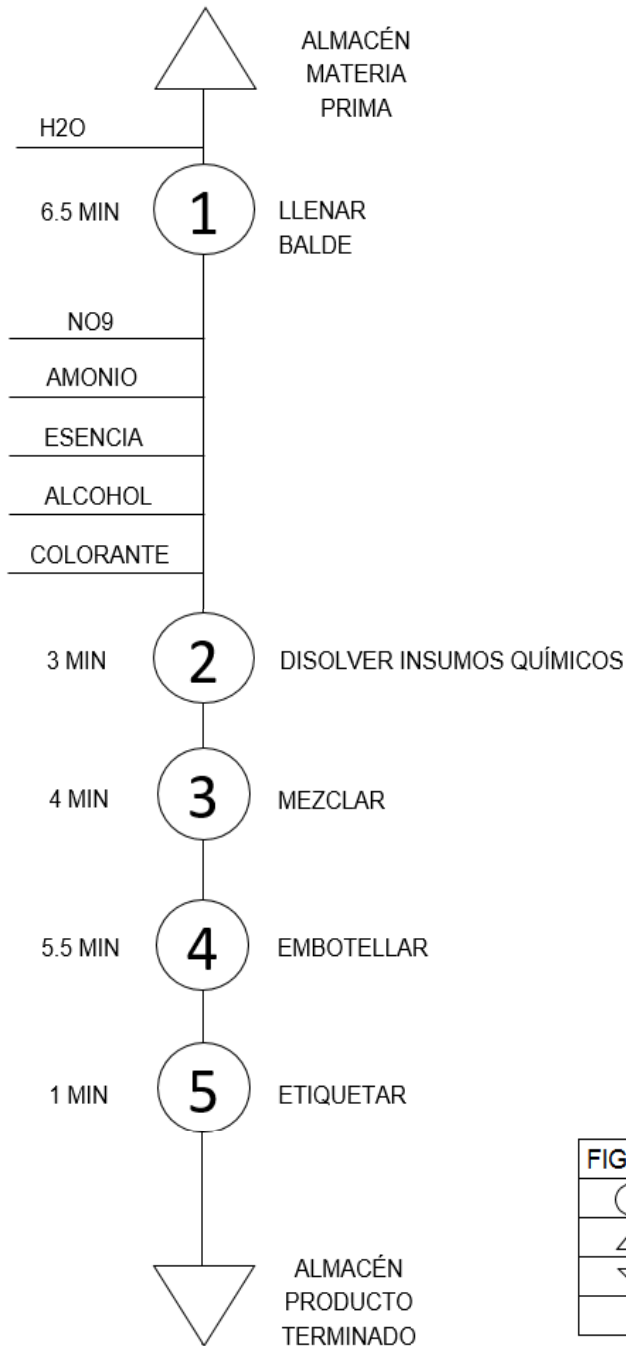 ALMACÉN
MATERIA
PRIMA
H2O
6.5 MIN
1
LLENAR
BALDE
NO9
AMONIO
ESENCIA
ALCOHOL
COLORANTE
3 MIN
2
DISOLVER INSUMOS QUÍMICOS
4 MIN
3
MEZCLAR
5.5 MIN
4
EMBOTELLAR
1 MIN
5
ETIQUETAR
FIG
ALMACÉN
PRODUCTO
TERMINADO